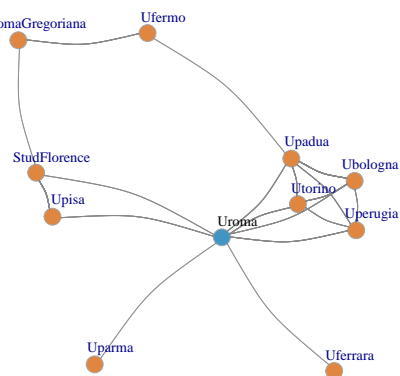 omaGregoriana
Ufermo
Upadua
StudFlorence
Ubologna
Utorino
Upisa
Uperugia
Uroma
Uparma
Uferrara